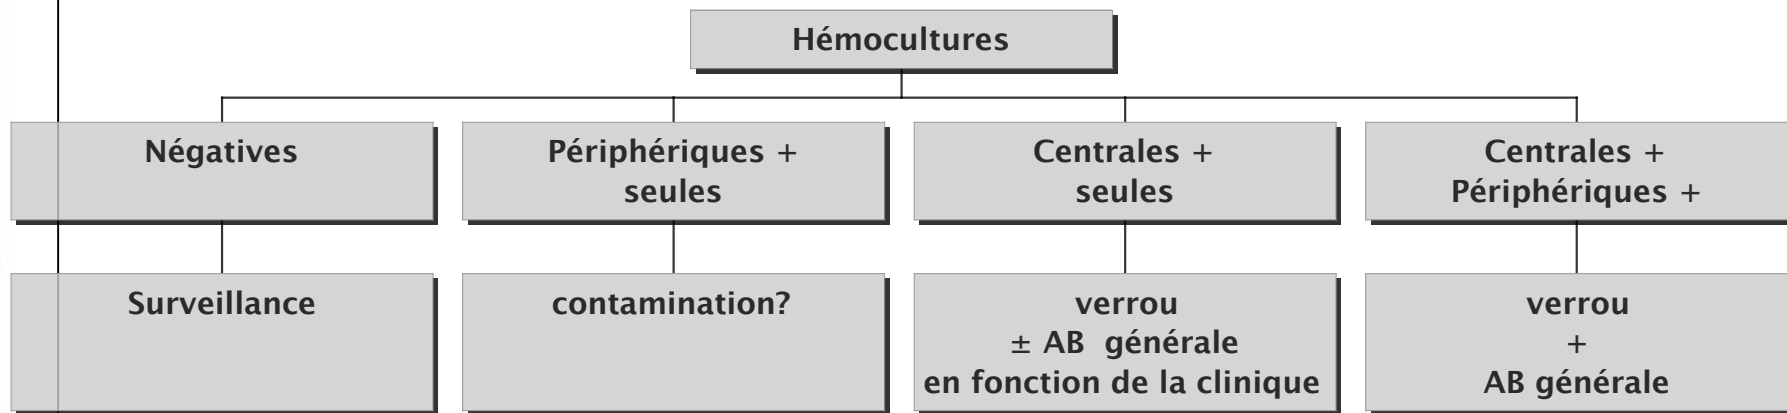 Hémocultures
Négatives
Périphériques +
seules
Centrales +
seules
Centrales +
Périphériques +
Surveillance
contamination?
verrou
± AB générale
en fonction de la clinique
verrou
+
AB générale